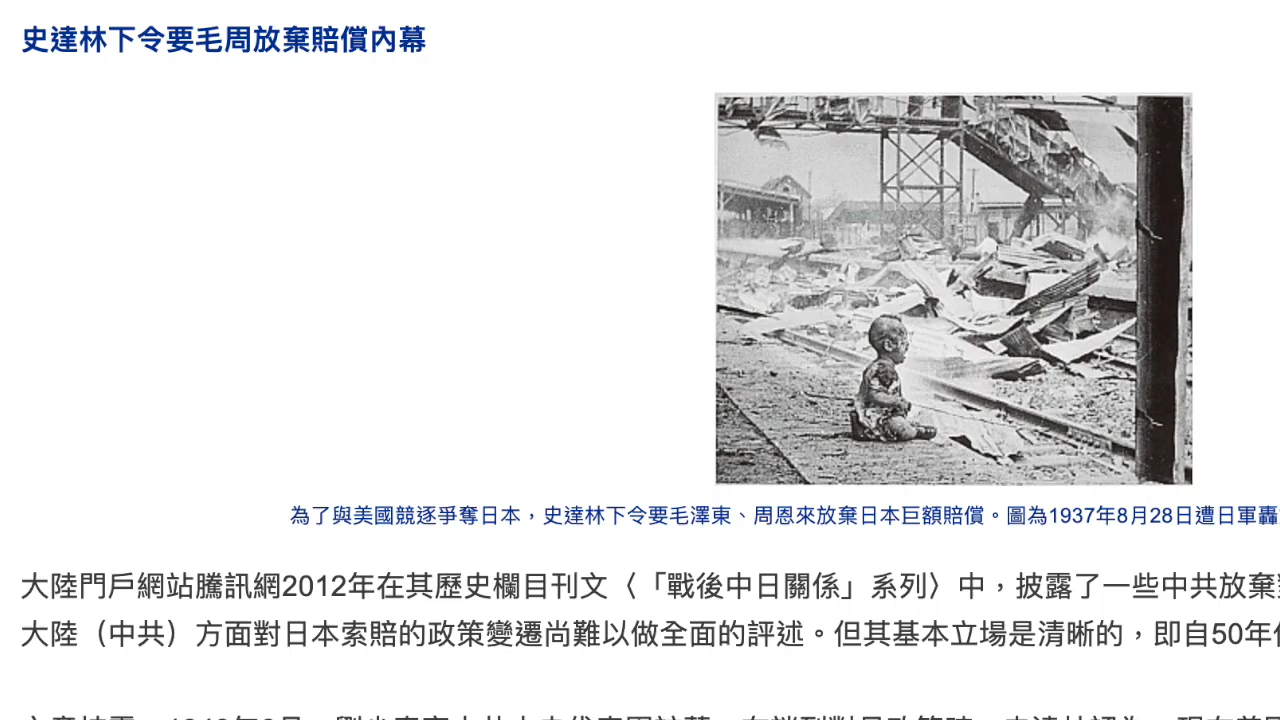 史達林下令要毛周放棄賠償內幕
為了與美國競逐爭奪日本，史達林下令要毛澤東、周恩來放棄日本巨額賠償。圖為1937年8月28日遭日軍轟
大陸門戶網站騰訊網2012年在其歷史欄目刊文〈「戰後中日關係」系列〉中，披露了一些中共放棄
大陸（中共）方面對日本索賠的政策變遷尚難以做全面的評述。但其基本立場是清晰的，即自50年